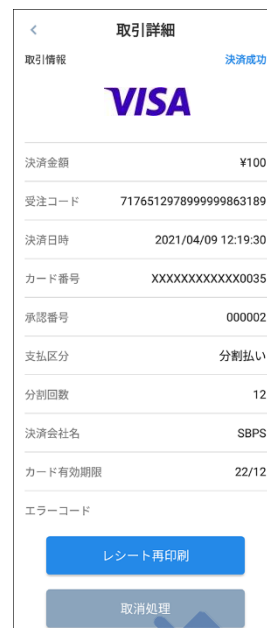 取引詳細
取引情報 決済成功
VISA
決済金額 ¥100
受注コード 7176512978999999863189
決済日時 2021/04/09 12:19:30
カード番号 XXXXXXXXXXXX0035
承認番号 000002
支払区分 分割払い
分割回数 12
決済会社名 SBPS
カード有効期限 22/12
エラーコード
レシート再印刷
取消処理